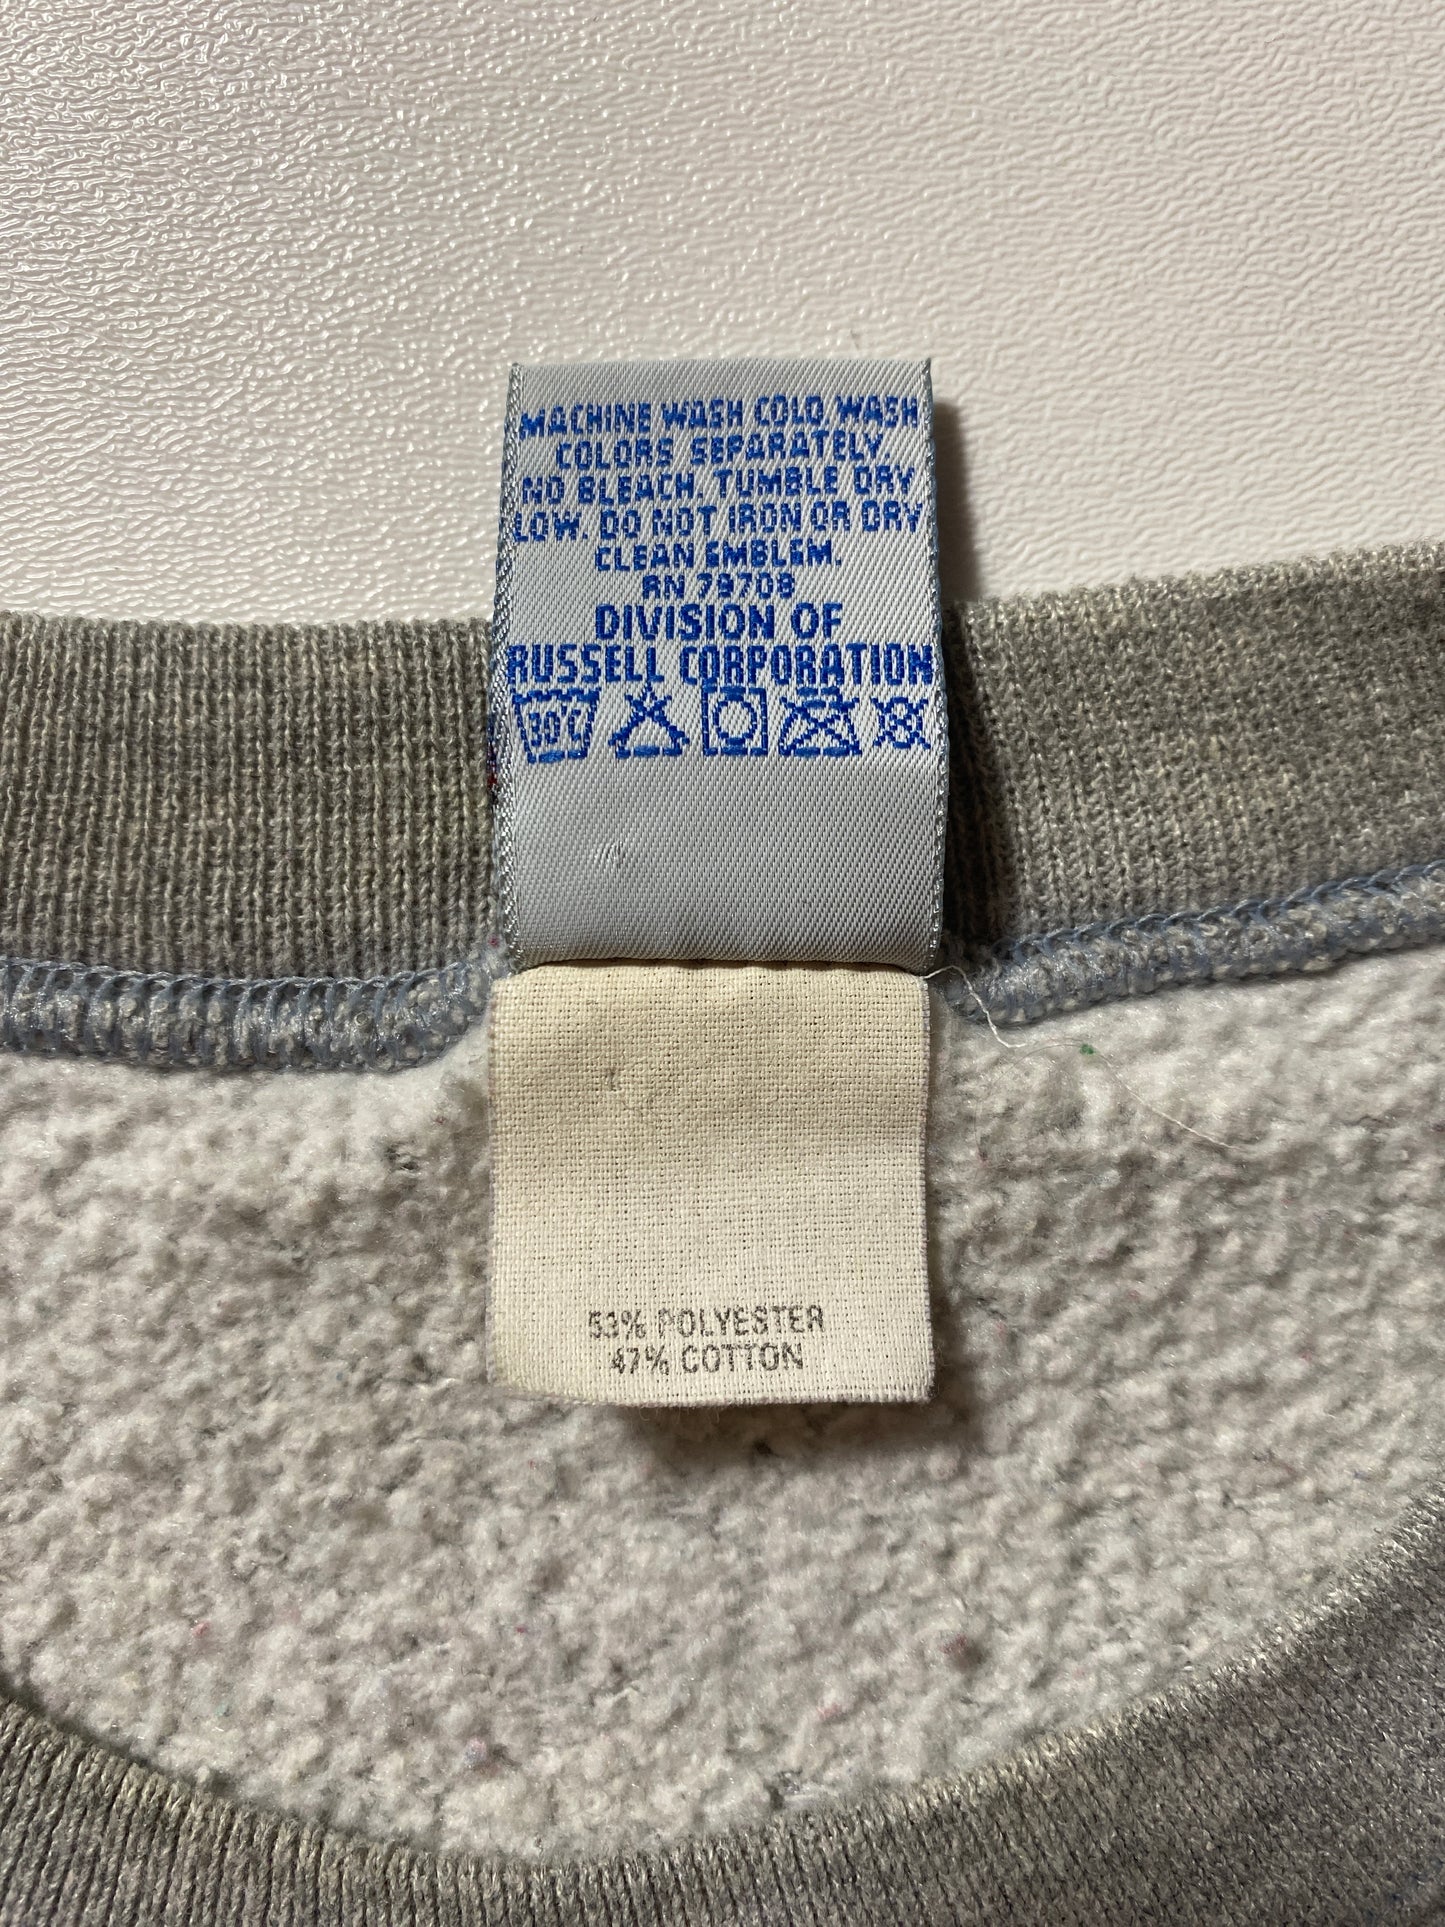 MACHINE WASH COLD WASH
COLORS SEPARATELY.
NO BLEACH. TUMBLE DRY
LOW. DO NOT IRON OR DRY
CLEAN EMBLEM.
RN 79709
DIVISION OF
RUSSELL CORPORATION
30°C
53% POLYESTER
47% COTTON